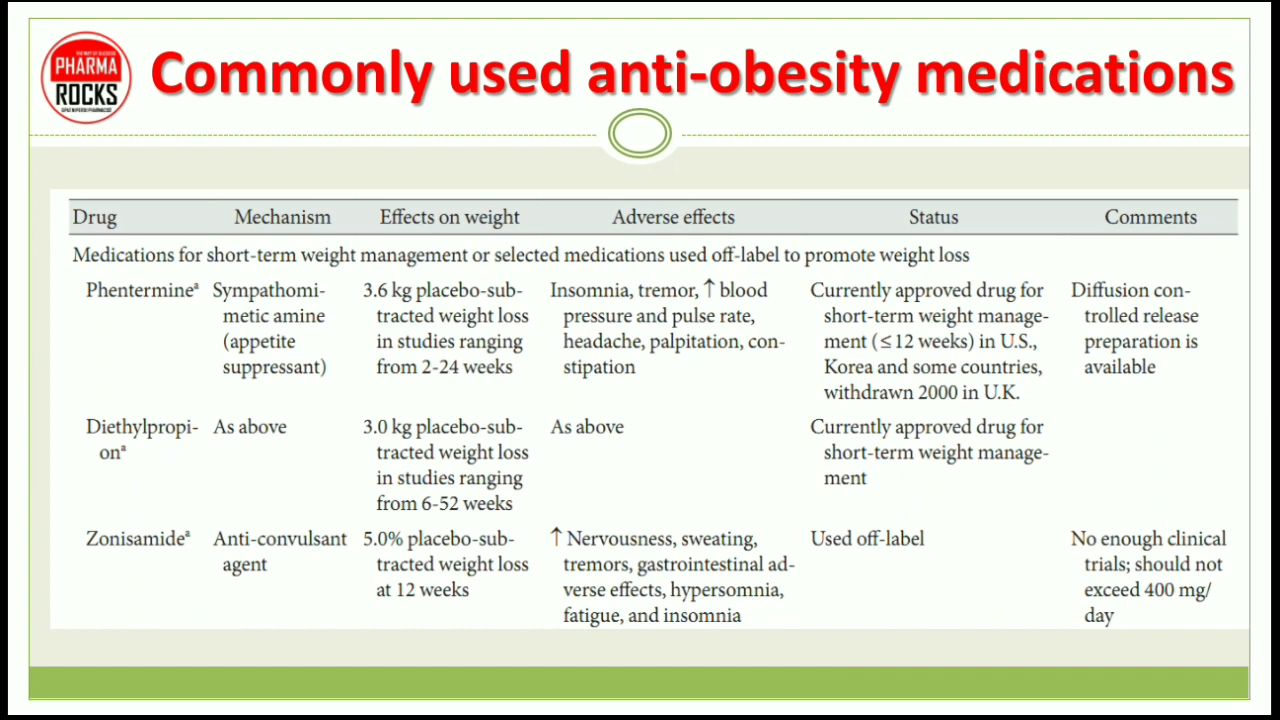 THE WAY OF SUCCESS
PHARMA
ROCKS
Commonly used anti-obesity medications
Drug Mechanism Effects on weight Adverse effects Status Comments
Medications for short-term weight management or selected medications used off-label to promote weight loss
Phenterminea Sympathomi- 3.6 kg placebo-sub- Insomnia, tremor, ↑ blood Currently approved drug for Diffusion con-
metic amine tracted weight loss pressure and pulse rate, short-term weight manage- trolled release
(appetite in studies ranging headache, palpitation, con- ment (≤12 weeks) in U.S., preparation is
suppressant) from 2-24 weeks stipation Korea and some countries, available
withdrawn 2000 in U.K.
Diethylpropi- As above 3.0 kg placebo-sub- As above Currently approved drug for
ona tracted weight loss short-term weight manage-
in studies ranging ment
from 6-52 weeks
Zonisamidea Anti-convulsant 5.0% placebo-sub- ↑ Nervousness, sweating, Used off-label No enough clinical
agent tracted weight loss tremors, gastrointestinal ad- trials; should not
at 12 weeks verse effects, hypersomnia, exceed 400 mg/
fatigue, and insomnia day